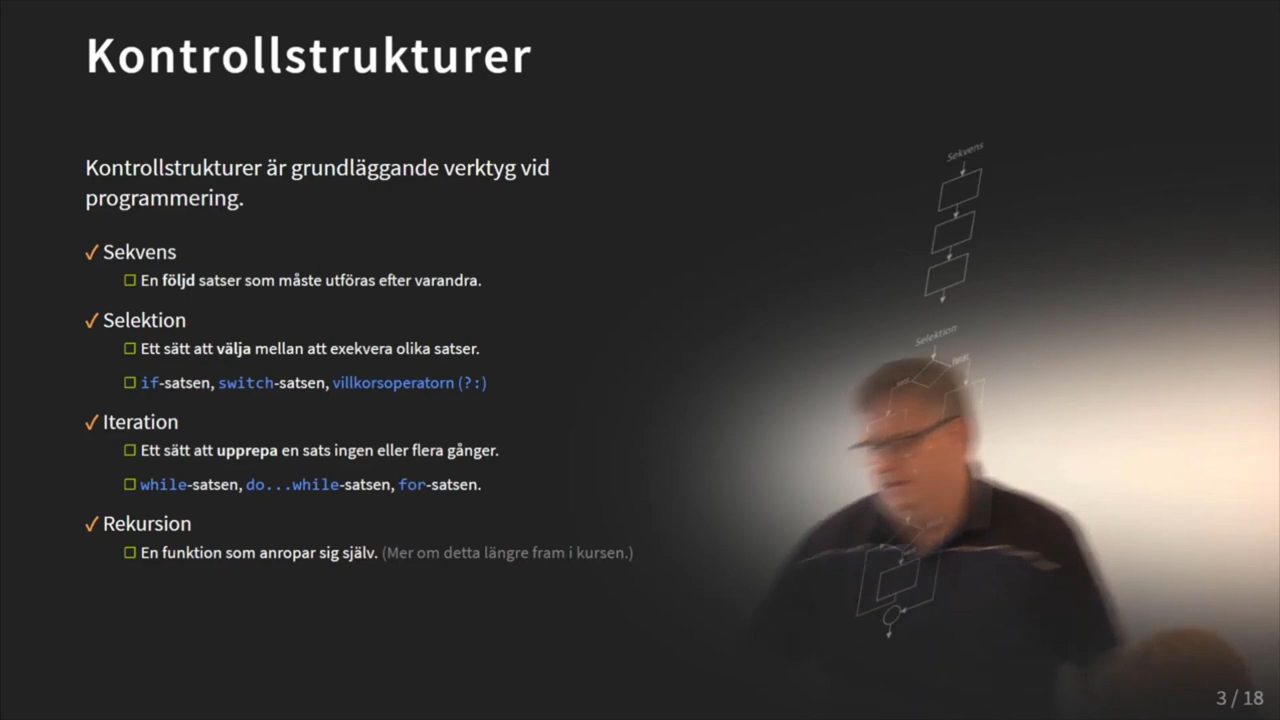 Kontrollstrukturer
Kontrollstrukturer är grundläggande verktyg vid
programmering.
✓ Sekvens
En följd satser som måste utföras efter varandra.
✓ Selektion
Ett sätt att välja mellan att exekvera olika satser.
if-satsen, switch-satsen, villkorsoperatorn (?:)
✓ Iteration
Ett sätt att upprepa en sats ingen eller flera gånger.
while-satsen, do...while-satsen, for-satsen.
✓ Rekursion
En funktion som anropar sig själv. (Mer om detta längre fram i kursen.)
Sekvens
Selektion
3 / 18